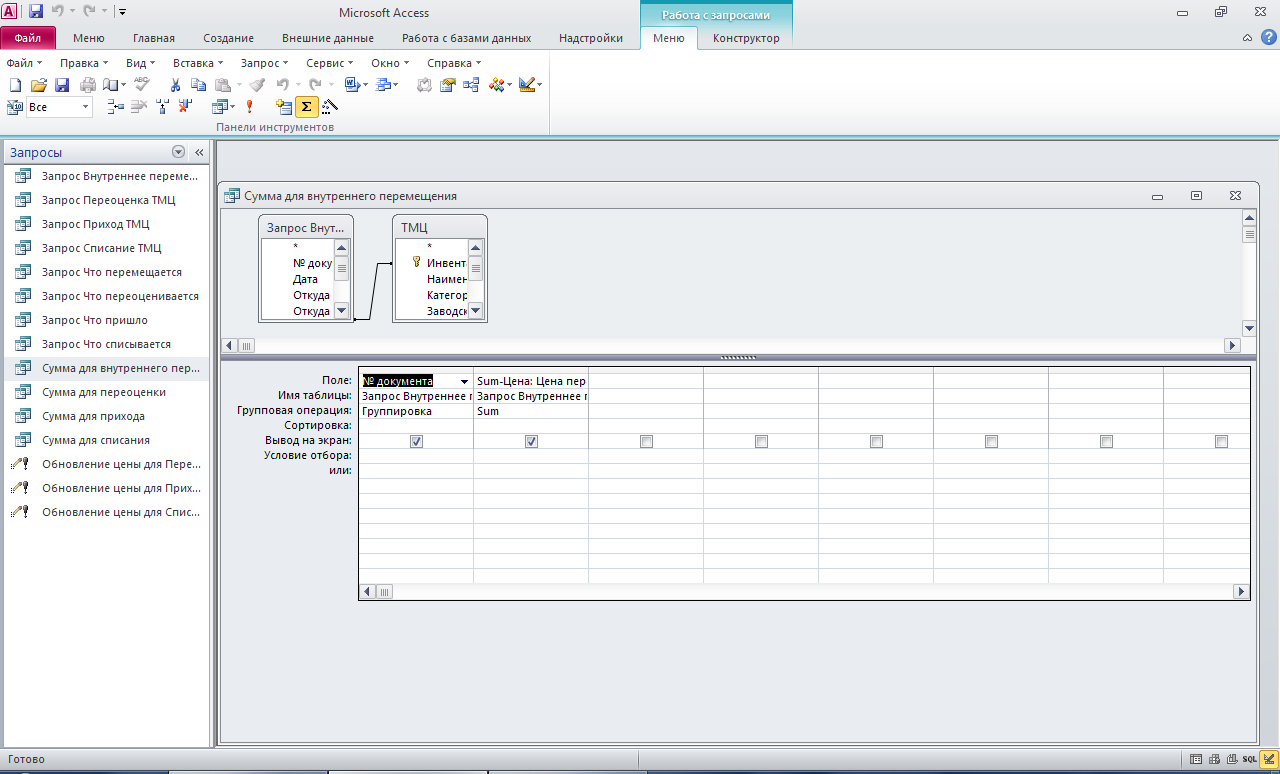 Microsoft Access
Работа с запросами
Файл Меню Главная Создание Внешние данные Работа с базами данных Надстройки Меню Конструктор
Файл Правка Вид Вставка Запрос Сервис Окно Справка
Все
Панели инструментов
Запросы
Запрос Внутреннее переме...
Запрос Переоценка ТМЦ
Запрос Приход ТМЦ
Запрос Списание ТМЦ
Запрос Что перемещается
Запрос Что переоценивается
Запрос Что пришло
Запрос Что списывается
Сумма для внутреннего пер...
Сумма для переоценки
Сумма для прихода
Сумма для списания
Обновление цены для Пере...
Обновление цены для Прих...
Обновление цены для Спис...
Сумма для внутреннего перемещения
Запрос Внут...
*
№ доку
Дата
Откуда
Откуда
ТМЦ
*
Инвент
Наимен
Категор
Заводск
Поле: № документа Sum-Цена: Цена пер
Имя таблицы: Запрос Внутреннее п Запрос Внутреннее п
Групповая операция: Группировка Sum
Сортировка:
Вывод на экран:
Условие отбора:
или:
Готово
SQL